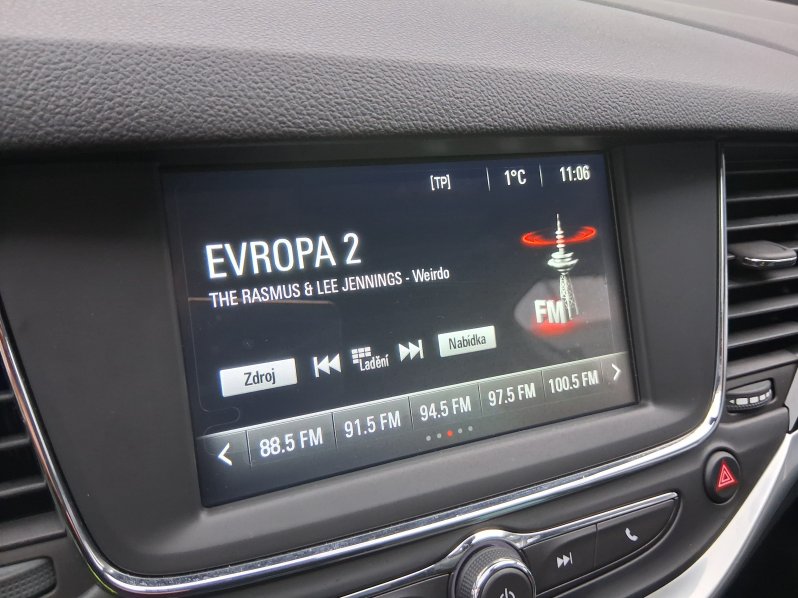 [TP] 1°C 11:06
EVROPA 2
THE RASMUS & LEE JENNINGS - Weirdo
FM
Zdroj Ladění Nabídka
88.5 FM 91.5 FM 94.5 FM 97.5 FM 100.5 FM